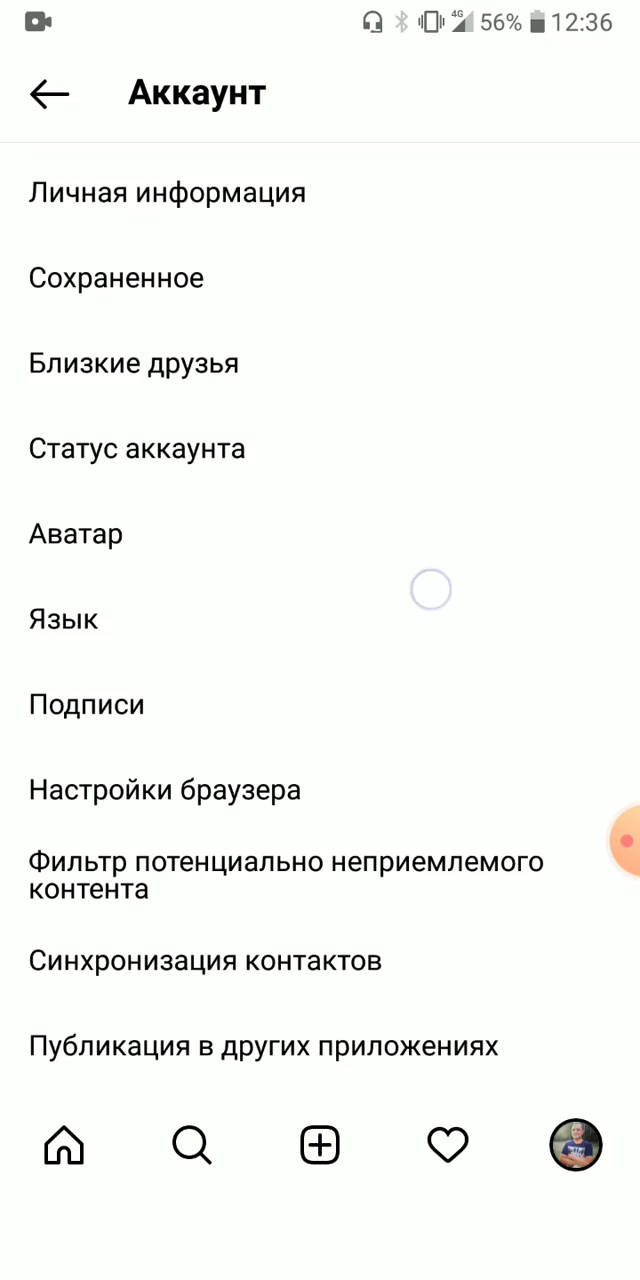 4G 56% 12:36
Аккаунт
Личная информация
Сохраненное
Близкие друзья
Статус аккаунта
Аватар
Язык
Подписи
Настройки браузера
Фильтр потенциально неприемлемого
контента
Синхронизация контактов
Публикация в других приложениях